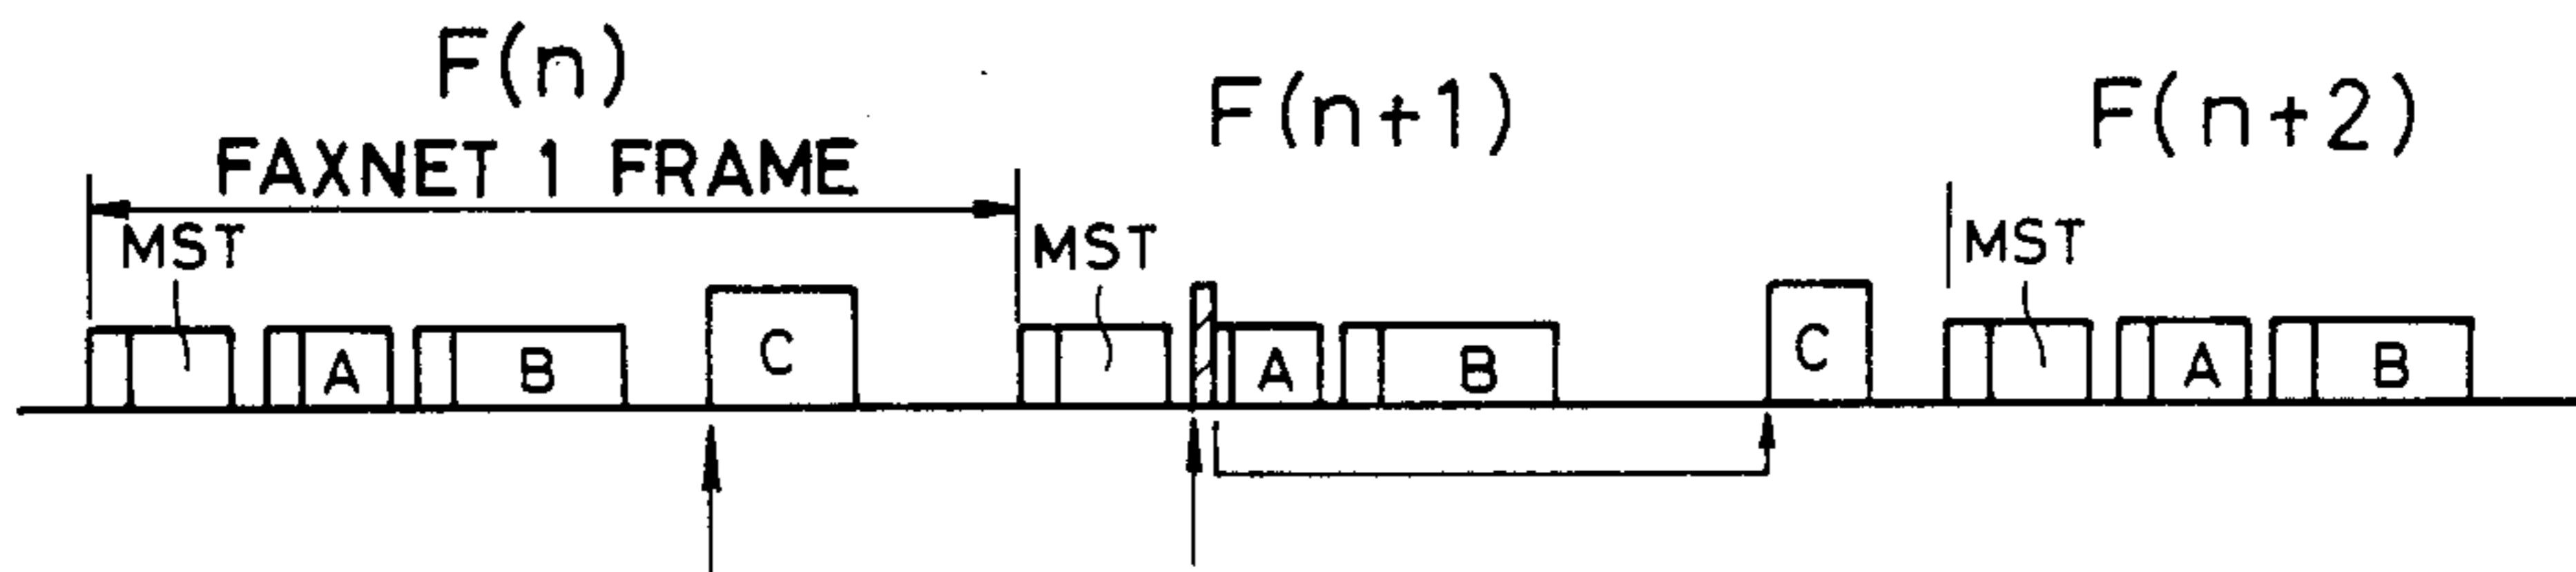 F(n)
F(n+1)
F(n+2)
FAXNET 1 FRAME
MST
MST
MST
A
B
C
A
B
C
A
B